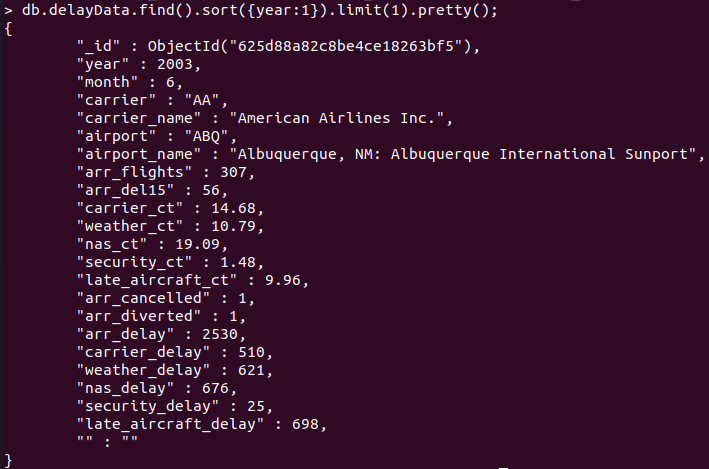 > db.delayData.find().sort({year:1}).limit(1).pretty();
{
"_id" : ObjectId("625d88a82c8be4ce18263bf5"),
"year" : 2003,
"month" : 6,
"carrier" : "AA",
"carrier_name" : "American Airlines Inc.",
"airport" : "ABQ",
"airport_name" : "Albuquerque, NM: Albuquerque International Sunport",
"arr_flights" : 307,
"arr_del15" : 56,
"carrier_ct" : 14.68,
"weather_ct" : 10.79,
"nas_ct" : 19.09,
"security_ct" : 1.48,
"late_aircraft_ct" : 9.96,
"arr_cancelled" : 1,
"arr_diverted" : 1,
"arr_delay" : 2530,
"carrier_delay" : 510,
"weather_delay" : 621,
"nas_delay" : 676,
"security_delay" : 25,
"late_aircraft_delay" : 698,
"" : ""
}